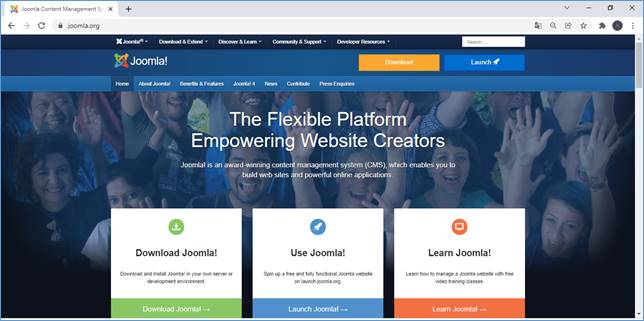 Joomla Content Management Sy
joomla.org
Joomla!® Download & Extend Discover & Learn Community & Support Developer Resources Search ...
Joomla! Download Launch
Home About Joomla! Benefits & Features Joomla! 4 News Contribute Press Enquiries
The Flexible Platform
Empowering Website Creators
Joomla! is an award-winning content management system (CMS), which enables you to
build web sites and powerful online applications.
Download Joomla! Use Joomla! Learn Joomla!
Download and Install Joomla! in your own server or
development environment.
Spin up a free and fully functional Joomla website
on launch.joomla.org.
Learn how to manage a Joomla website with free
video training classes.
Download Joomla! → Launch Joomla! → Learn Joomla! →